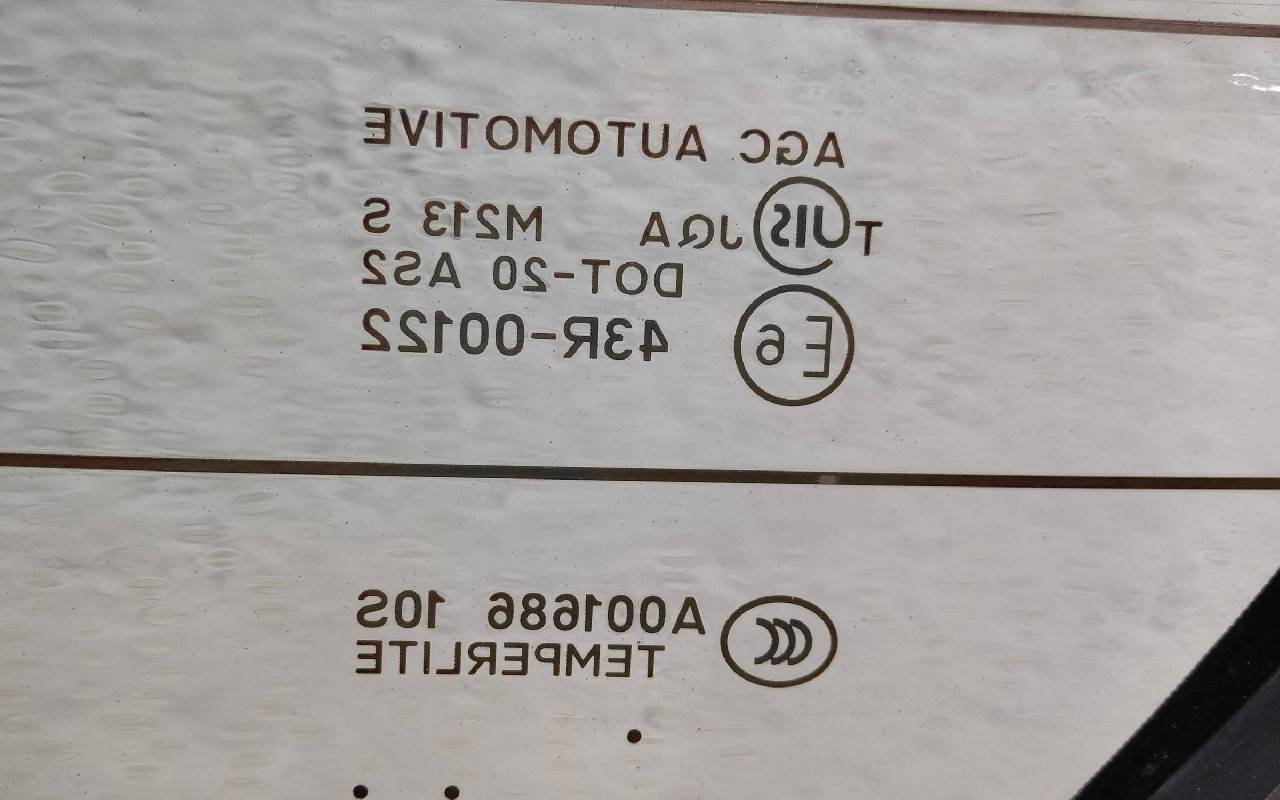 AGC AUTOMOTIVE
T JIS JQA M213 S
DOT-20 AS2
E6 43R-00122
CCC A001686 10S
TEMPERLITE